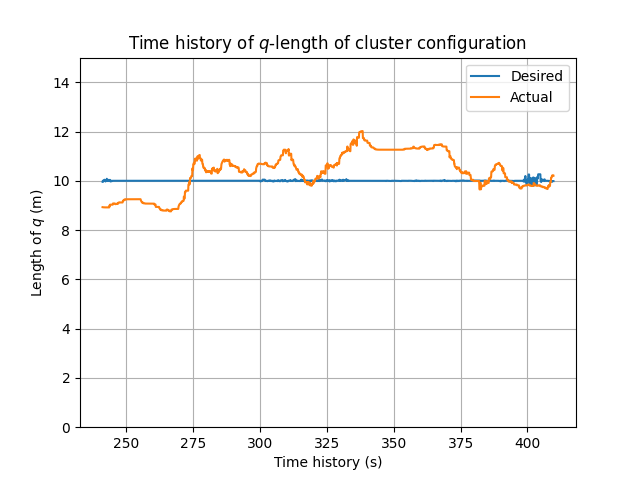 Time history of q-length of cluster configuration
Desired
Actual
14
12
10
8
6
4
2
0
Length of q (m)
250 275 300 325 350 375 400
Time history (s)